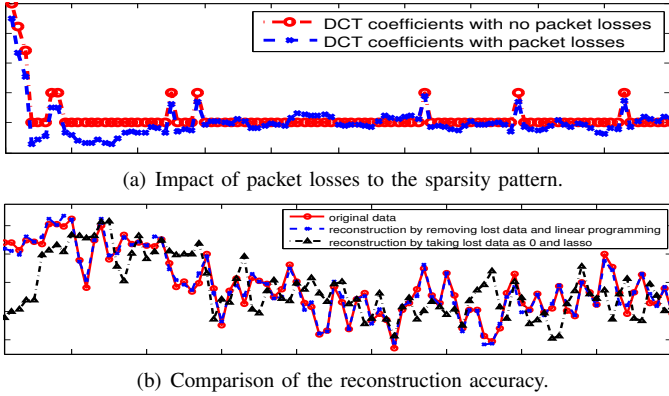 DCT coefficients with no packet losses
DCT coefficients with packet losses
(a) Impact of packet losses to the sparsity pattern.
original data
reconstruction by removing lost data and linear programming
reconstruction by taking lost data as 0 and lasso
(b) Comparison of the reconstruction accuracy.